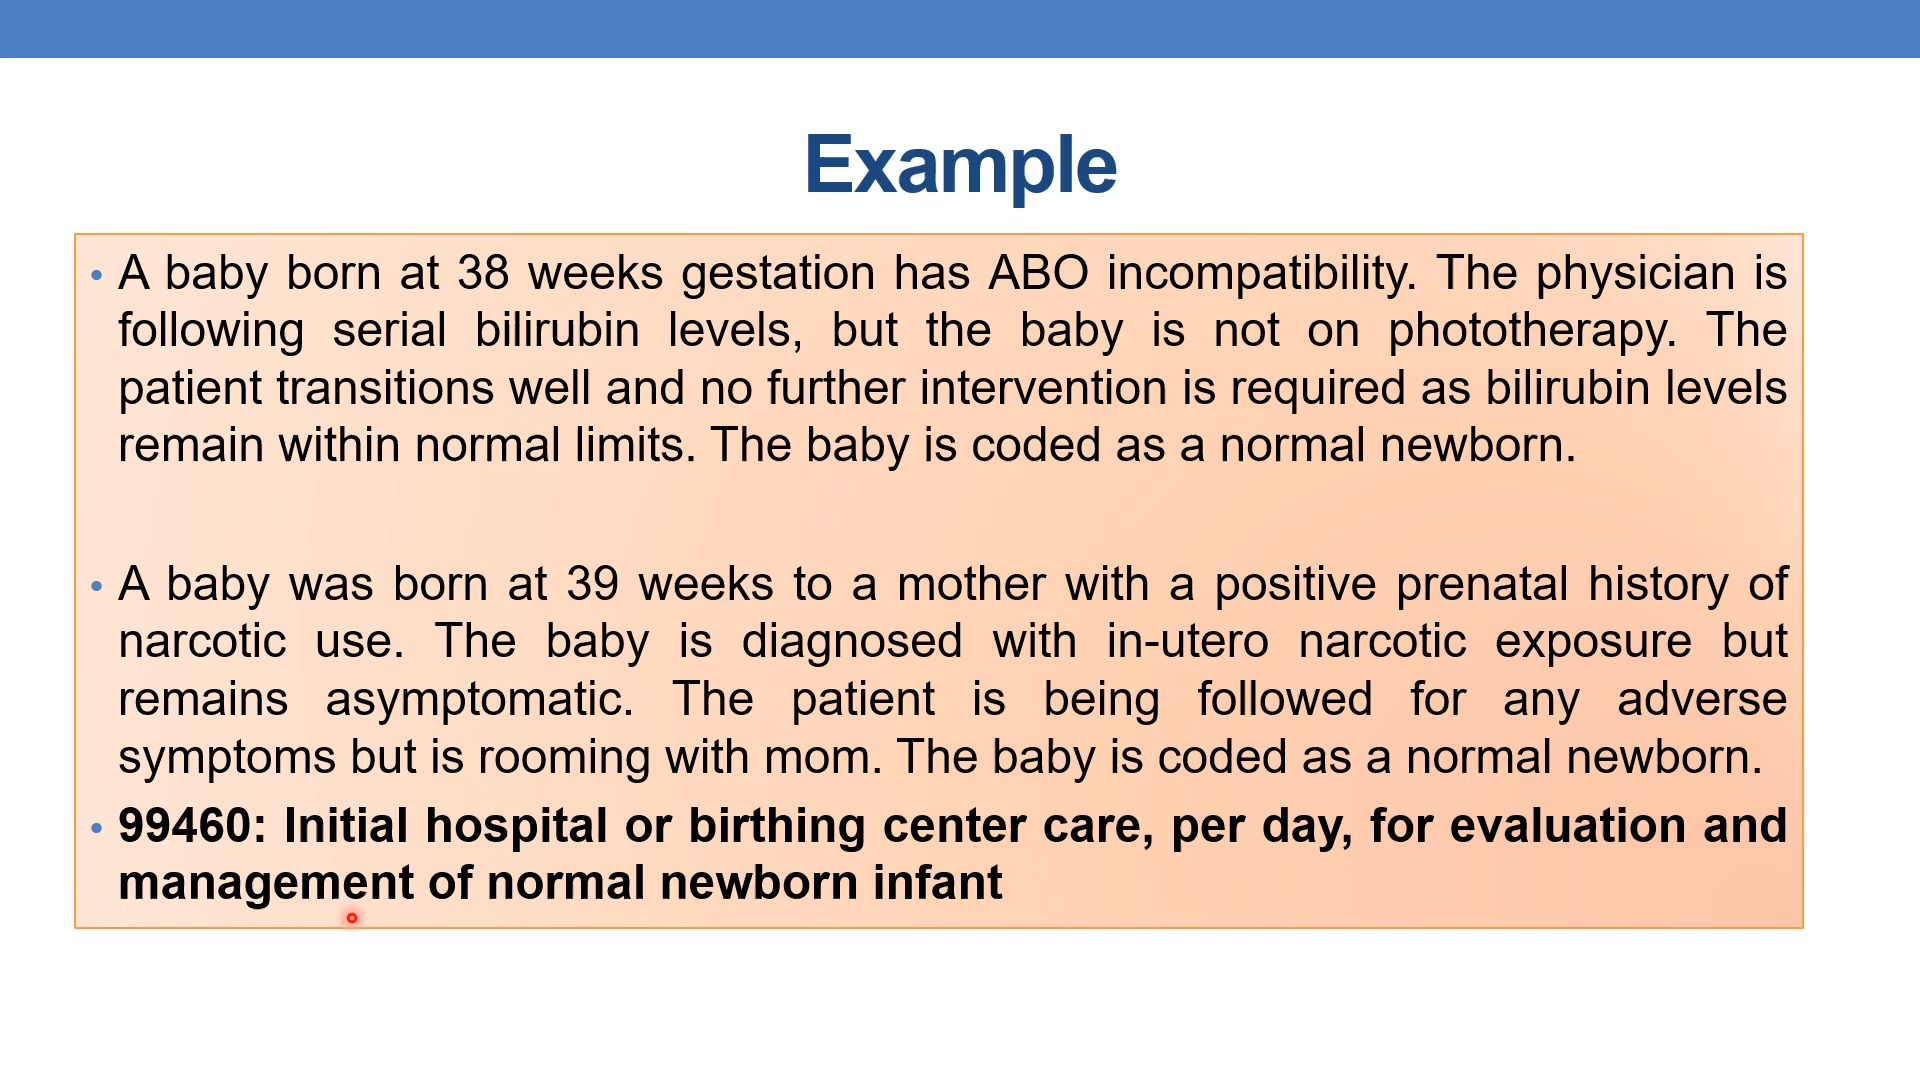 Example
• A baby born at 38 weeks gestation has ABO incompatibility. The physician is
following serial bilirubin levels, but the baby is not on phototherapy. The
patient transitions well and no further intervention is required as bilirubin levels
remain within normal limits. The baby is coded as a normal newborn.
• A baby was born at 39 weeks to a mother with a positive prenatal history of
narcotic use. The baby is diagnosed with in-utero narcotic exposure but
remains asymptomatic. The patient is being followed for any adverse
symptoms but is rooming with mom. The baby is coded as a normal newborn.
• 99460: Initial hospital or birthing center care, per day, for evaluation and
management of normal newborn infant